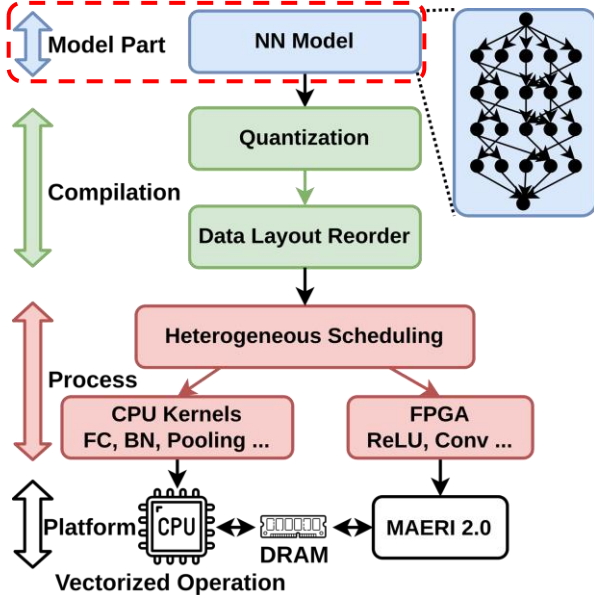 Model Part
NN Model
Quantization
Compilation
Data Layout Reorder
Heterogeneous Scheduling
Process
CPU Kernels
FC, BN, Pooling ...
FPGA
ReLU, Conv ...
Platform
CPU
DRAM
MAERI 2.0
Vectorized Operation